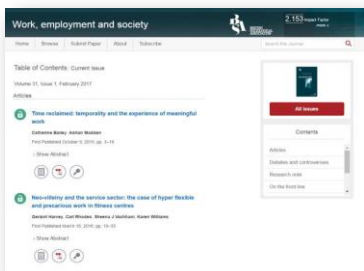 Work, employment and society
BSA
2.153 Impact Factor
Home Browse Submit Paper About Subscribe
Search this journal
Table of Contents: Current Issue
Volume 31, Issue 1, February 2017
Articles
Time reclaimed: temporality and the experience of meaningful
work
Catherine Bailey, Adrian Madden
First Published October 6, 2015; pp. 3–18
Show Abstract
Neo-villeiny and the service sector: the case of hyper flexible
and precarious work in fitness centres
Geraint Harvey, Carl Rhodes, Sheena J Vachhani, Karen Williams
First Published March 16, 2016; pp. 19–35
Show Abstract
All Issues
Contents
Articles
Debates and controversies
Research note
On the front line